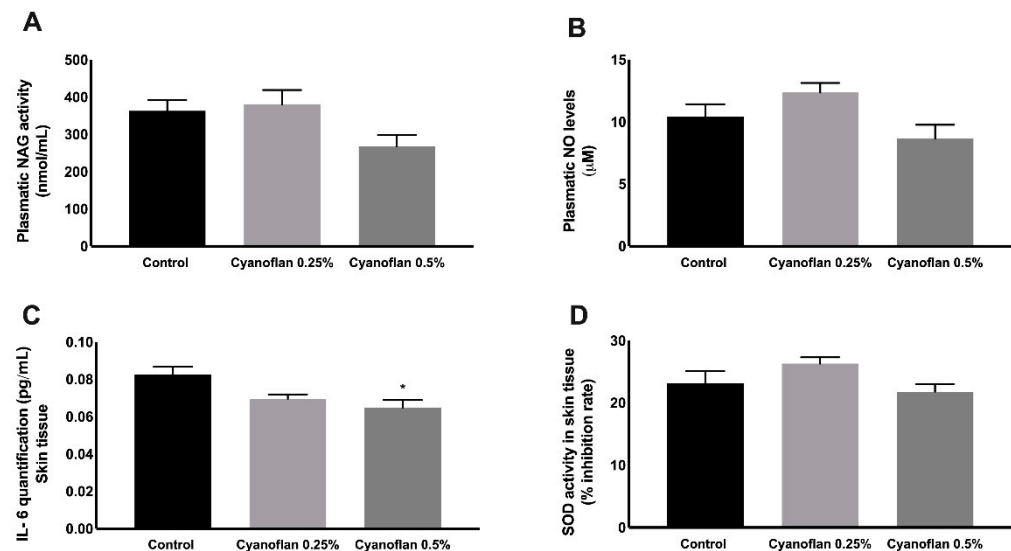 A
Plasmatic NAG activity
(nmol/mL)
500
400
300
200
100
0
Control
Cyanoflan 0.25%
Cyanoflan 0.5%
B
Plasmatic NO levels
(μM)
15
10
5
0
Control
Cyanoflan 0.25%
Cyanoflan 0.5%
C
IL- 6 quantification (pg/mL)
Skin tissue
0.10
0.08
0.06
0.04
0.02
0.00
*
Control
Cyanoflan 0.25%
Cyanoflan 0.5%
D
SOD activity in skin tissue
(% inhibition rate)
30
20
10
0
Control
Cyanoflan 0.25%
Cyanoflan 0.5%